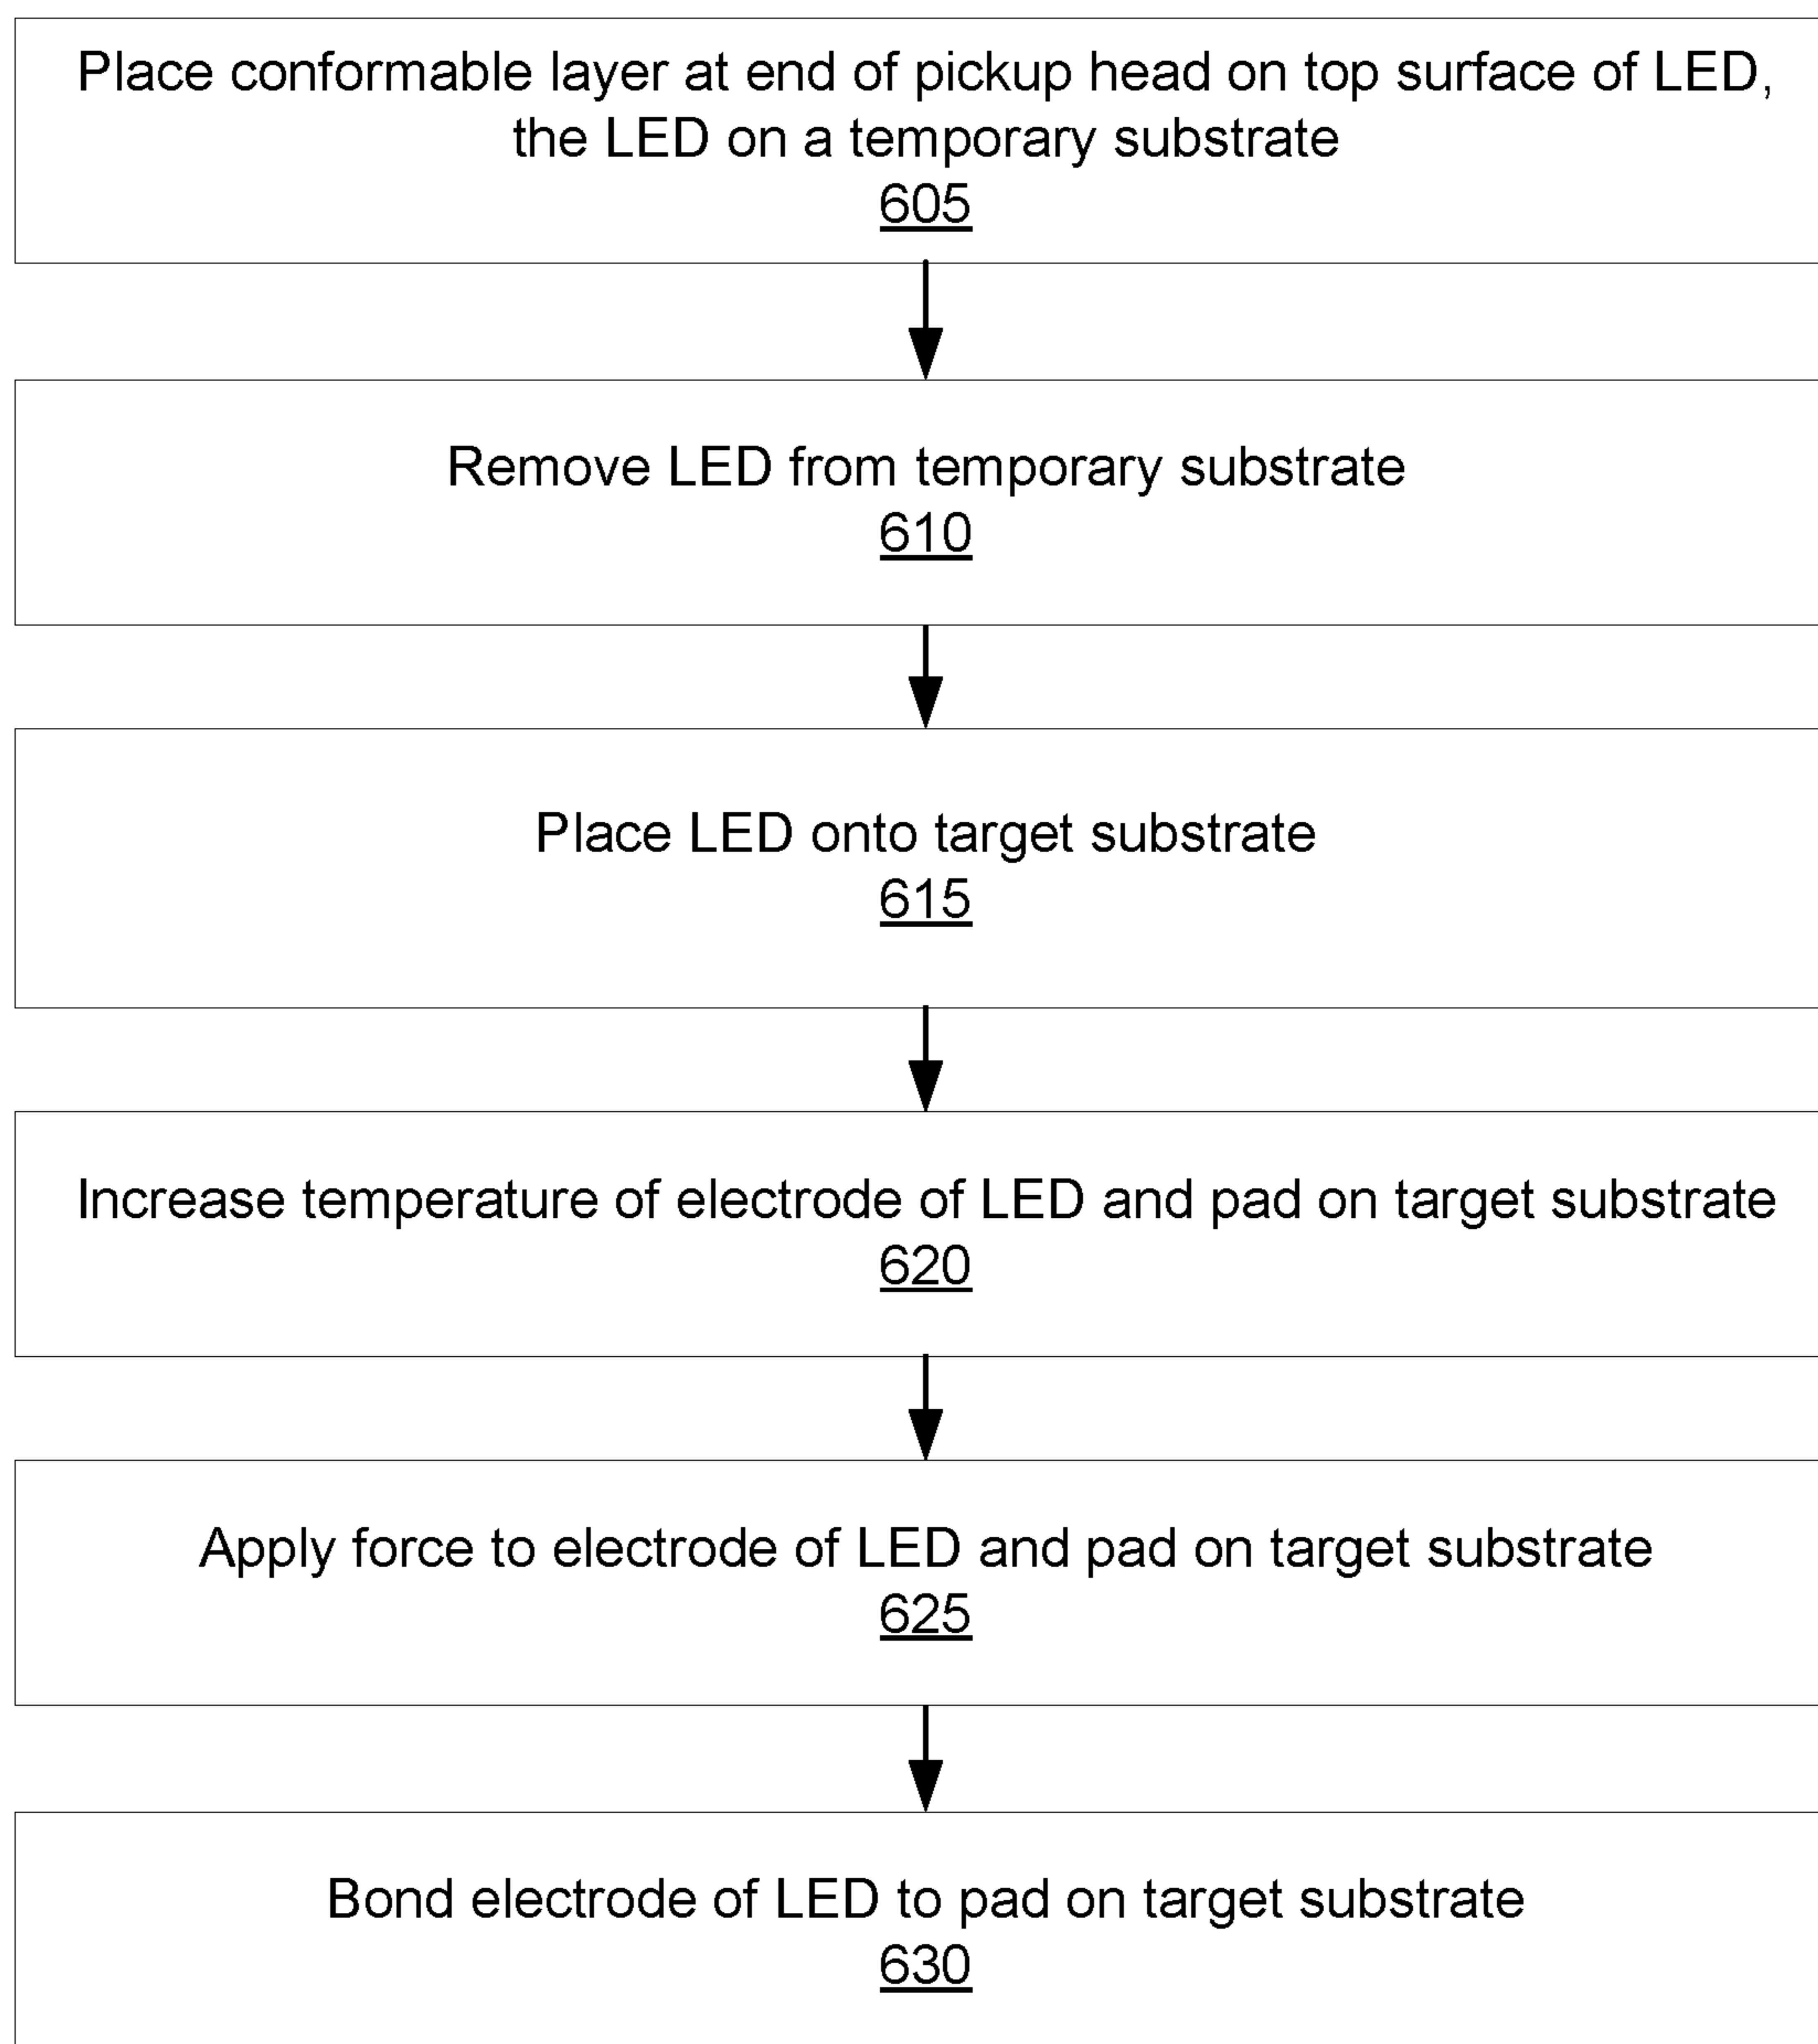 Place conformable layer at end of pickup head on top surface of LED,
the LED on a temporary substrate
605
Remove LED from temporary substrate
610
Place LED onto target substrate
615
Increase temperature of electrode of LED and pad on target substrate
620
Apply force to electrode of LED and pad on target substrate
625
Bond electrode of LED to pad on target substrate
630